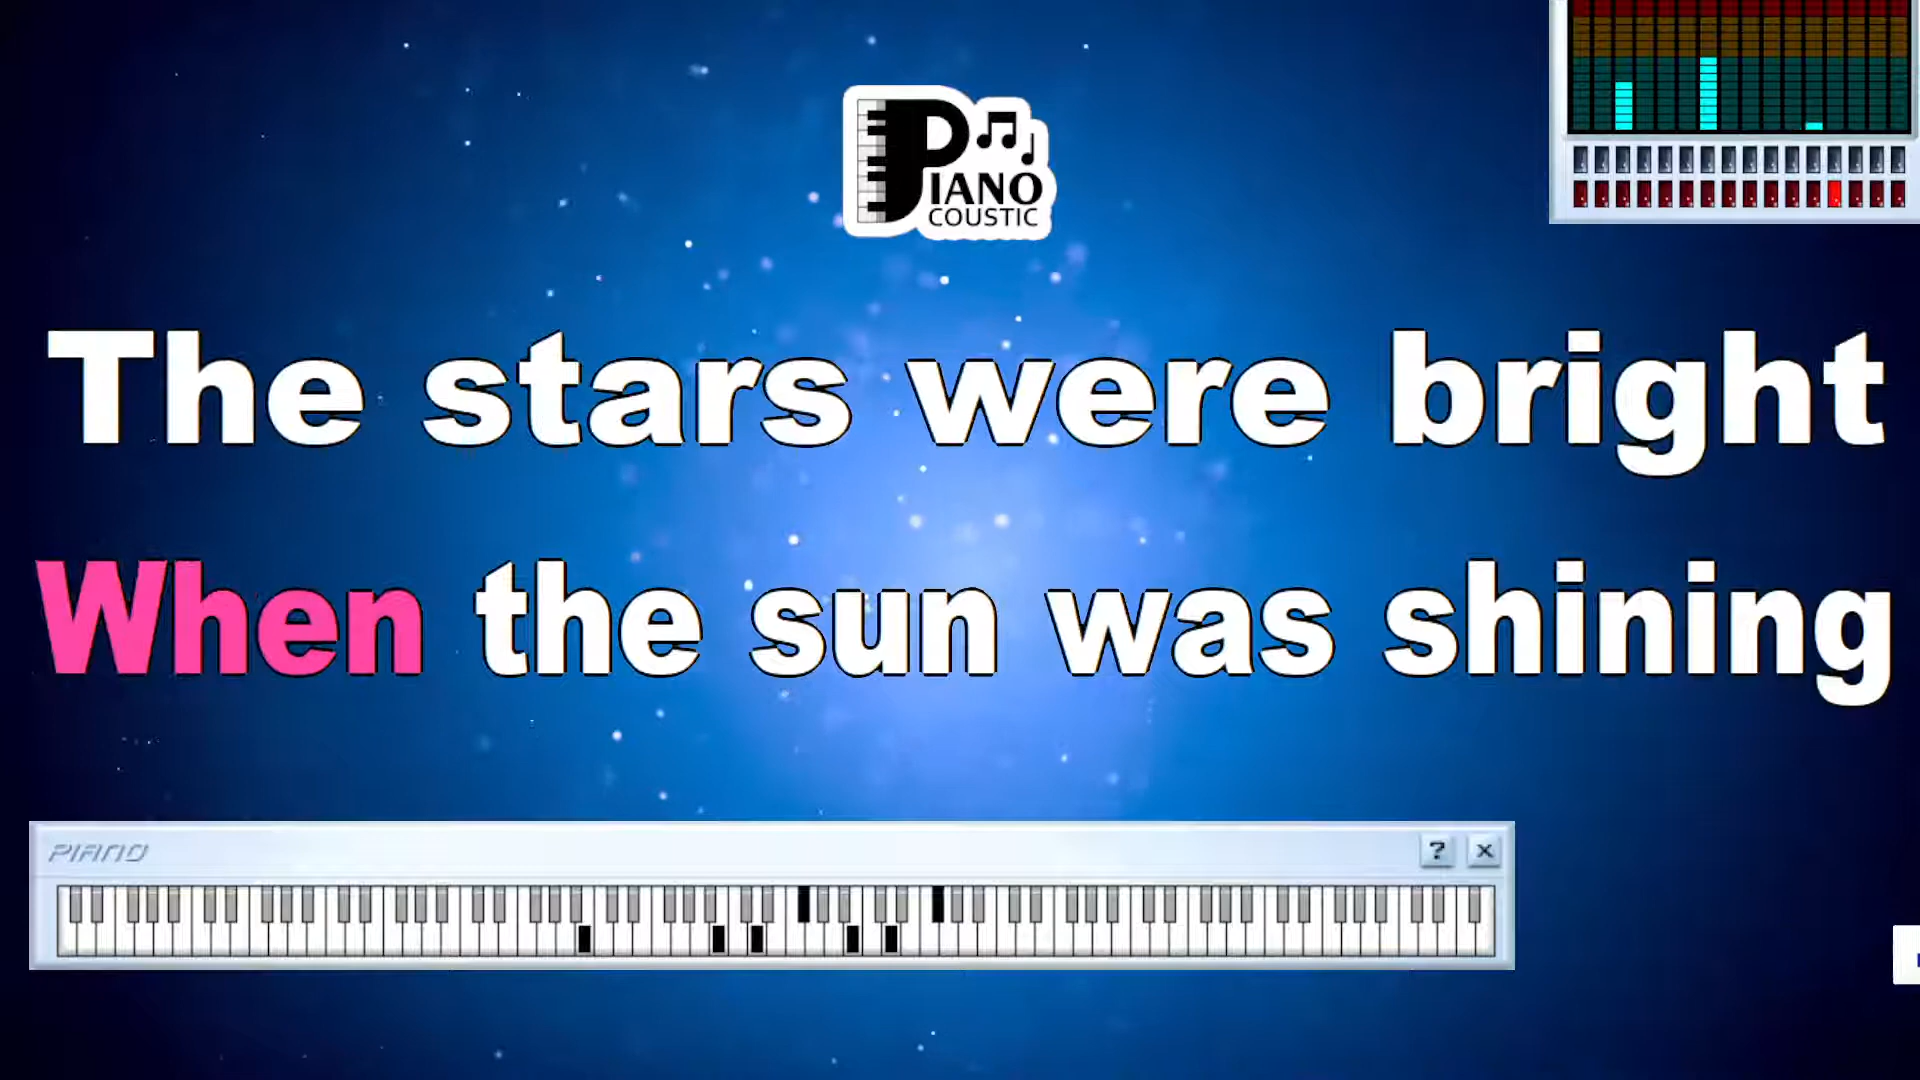 PIANO
COUSTIC
The stars were bright
When the sun was shining
PIANO
? X